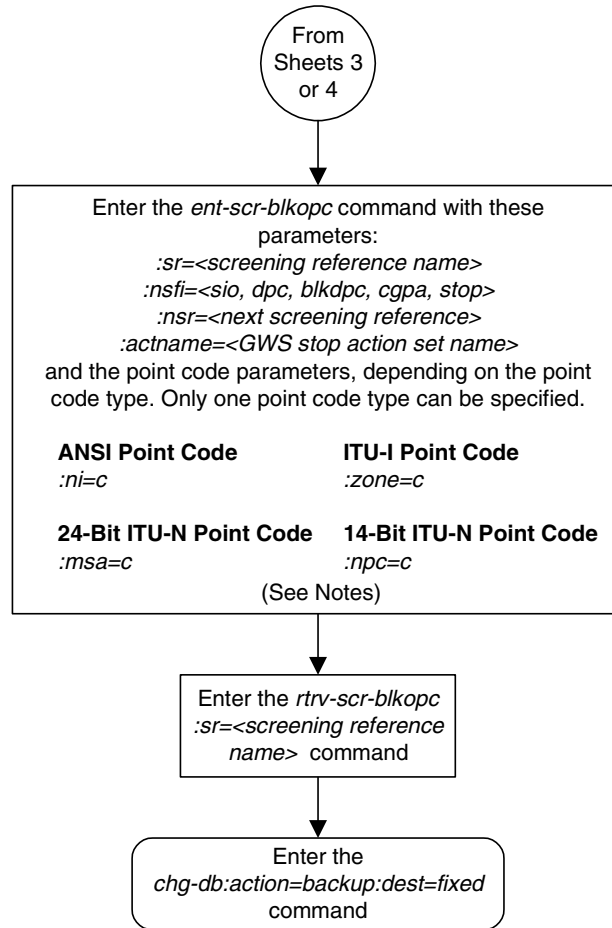 From
Sheets 3
or 4
Enter the ent-scr-blkopc command with these
parameters:
:sr=<screening reference name>
:nsfi=<sio, dpc, blkdpc, cgpa, stop>
:nsr=<next screening reference>
:actname=<GWS stop action set name>
and the point code parameters, depending on the point
code type. Only one point code type can be specified.
ANSI Point Code
:ni=c
ITU-I Point Code
:zone=c
24-Bit ITU-N Point Code
:msa=c
14-Bit ITU-N Point Code
:npc=c
(See Notes)
Enter the rtrv-scr-blkopc
:sr=<screening reference
name> command
Enter the
chg-db:action=backup:dest=fixed
command